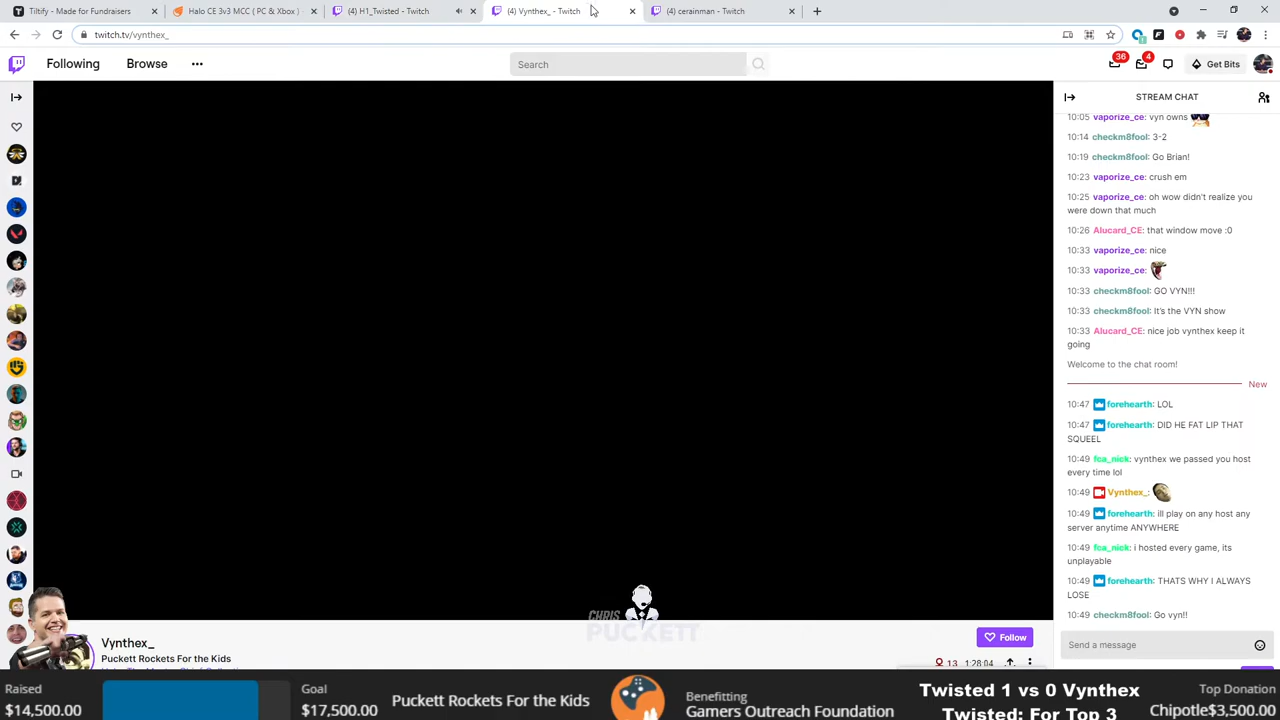 Tiltify - Made for Fundraisers
Halo CE 3v3 MCC ( PC & Xbox )
(4) H1_Twisted - Twitch
(4) Vynthex_ - Twitch
(4) cerainman - Twitch
twitch.tv/vynthex_
Following
Browse
Search
36
4
Get Bits
STREAM CHAT
10:05 vaporize_ce: vyn owns
10:14 checkm8fool: 3-2
10:19 checkm8fool: Go Brian!
10:23 vaporize_ce: crush em
10:25 vaporize_ce: oh wow didn't realize you
were down that much
10:26 Alucard_CE: that window move :0
10:33 vaporize_ce: nice
10:33 vaporize_ce:
10:33 checkm8fool: GO VYN!!!
10:33 checkm8fool: It's the VYN show
10:33 Alucard_CE: nice job vynthex keep it
going
Welcome to the chat room!
New
10:47 forehearth: LOL
10:47 forehearth: DID HE FAT LIP THAT
SQUEEL
10:49 fca_nick: vynthex we passed you host
every time lol
10:49 Vynthex_:
10:49 forehearth: ill play on any host any
server anytime ANYWHERE
10:49 fca_nick: i hosted every game, its
unplayable
10:49 forehearth: THATS WHY I ALWAYS
LOSE
10:49 checkm8fool: Go vyn!!
Send a message
CHRIS
PUCKETT
Vynthex_
Puckett Rockets For the Kids
Follow
13 1:28:04
Raised
$14,500.00
Goal
$17,500.00
Puckett Rockets For the Kids
Benefitting
Gamers Outreach Foundation
Twisted 1 vs 0 Vynthex
Twisted: For Top 3
Top Donation
Chipotle$3,500.00